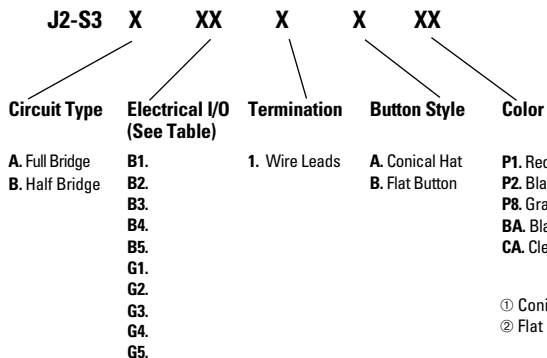 J2-S3 X XX X X XX
Circuit Type
A. Full Bridge
B. Half Bridge
Electrical I/O
(See Table)
B1.
B2.
B3.
B4.
B5.
G1.
G2.
G3.
G4.
G5.
Termination
1. Wire Leads
Button Style
A. Conical Hat
B. Flat Button
Color
P1.
P2.
P8.
BA.
CA.
①
② Flat